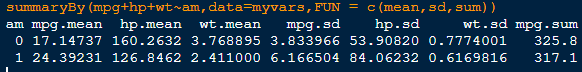 summaryBy(mpg+hp+wt~am,data=myvars,FUN = c(mean,sd,sum))
am mpg.mean hp.mean wt.mean mpg.sd hp.sd wt.sd mpg.sum
0 17.14737 160.2632 3.768895 3.833966 53.90820 0.7774001 325.8
1 24.39231 126.8462 2.411000 6.166504 84.06232 0.6169816 317.1